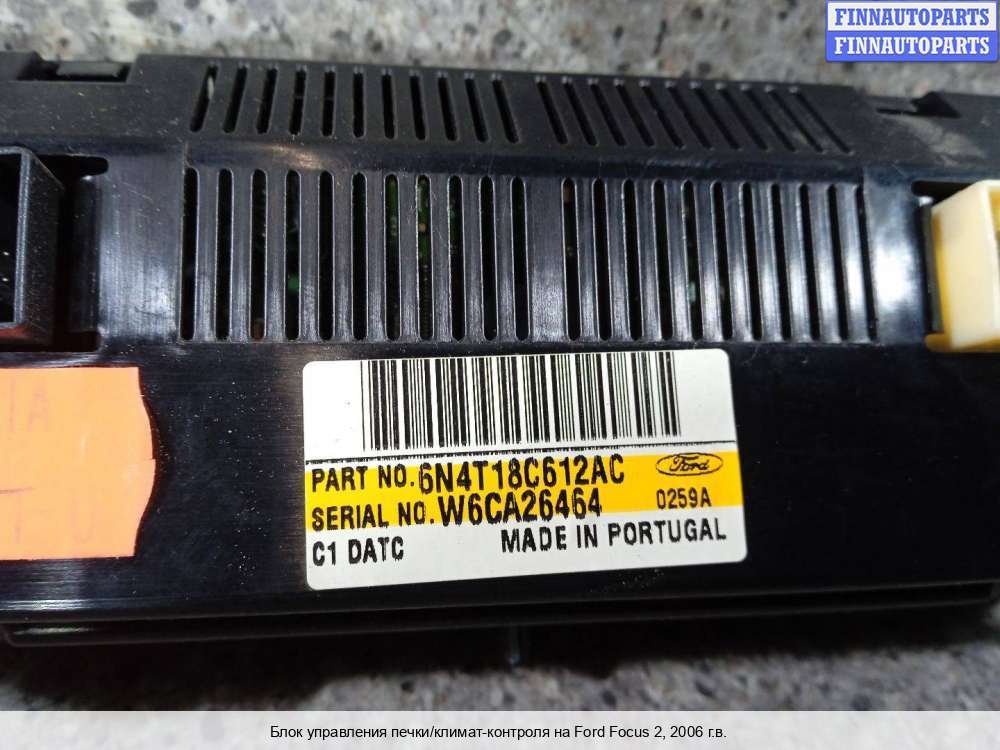 FINNAUTOPARTS
FINNAUTOPARTS
PART NO. 6N4T18C612AC
Ford
SERIAL NO. W6CA26464 0259A
C1 DATC MADE IN PORTUGAL
Блок управления печки/климат-контроля на Ford Focus 2, 2006 г.в.